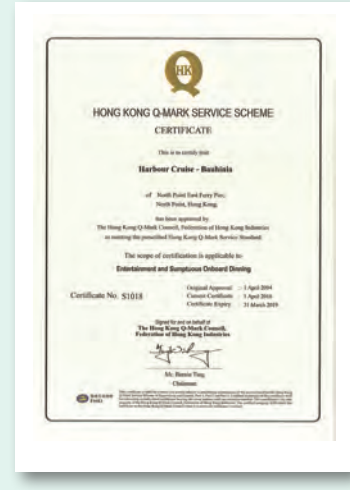 HK
HONG KONG Q-MARK SERVICE SCHEME
CERTIFICATE
This is to certify that
Harbour Cruise - Bauhinia
of North Point East Ferry Pier,
North Point, Hong Kong
has been approved by
The Hong Kong Q-Mark Council, Federation of Hong Kong Industries
as meeting the prescribed Hong Kong Q-Mark Service Standard
The scope of certification is applicable to
Entertainment and Sumptuous Onboard Dinning
Certificate No. S1018
Original Approval : 1 April 2004
Current Certificate : 1 April 2018
Certificate Expiry : 31 March 2019
Signed for and on behalf of
The Hong Kong Q-Mark Council,
Federation of Hong Kong Industries
Mr. Bernie Ting
Chairman